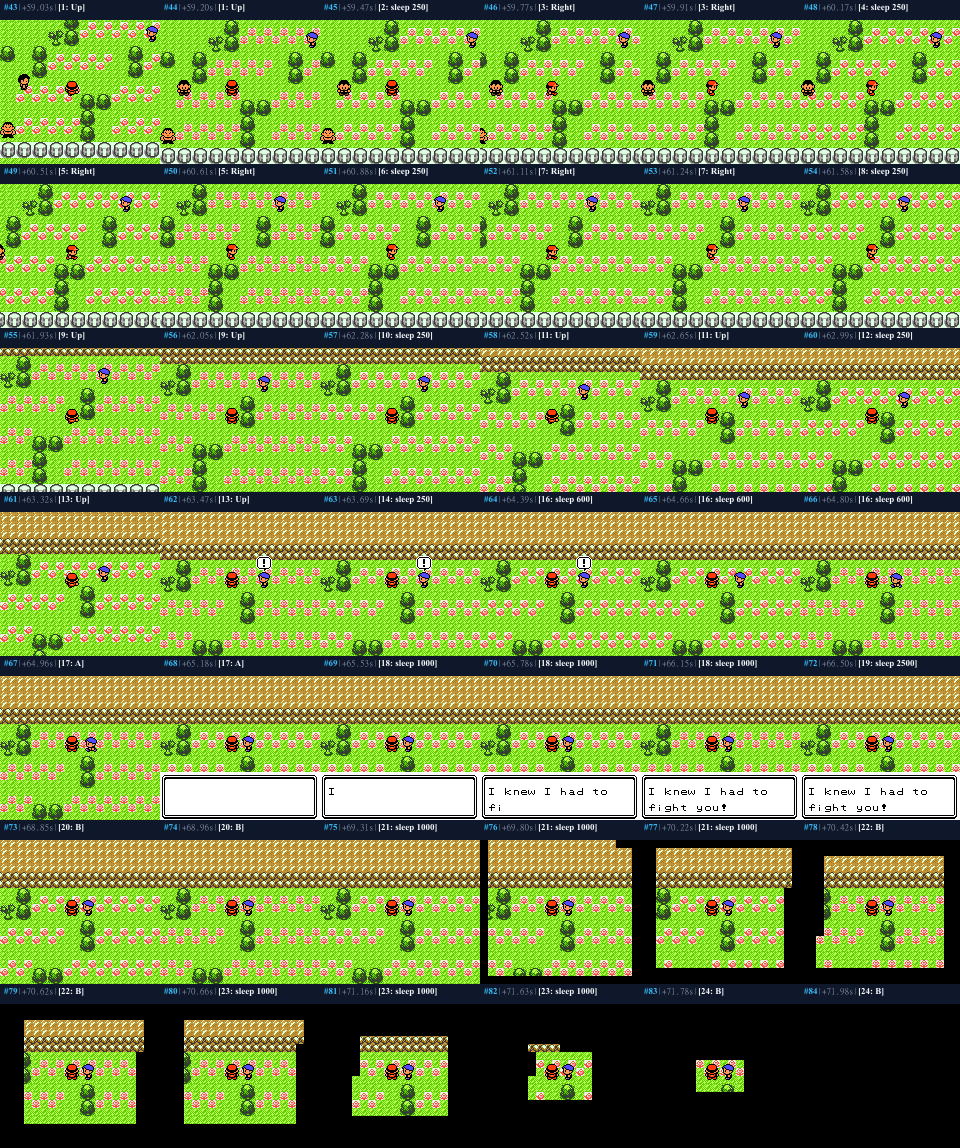 #43|+59.03s| [1: Up] #44|+59.20s| [1: Up] #45|+59.47s| [2: sleep 250] #46|+59.77s| [3: Right] #47|+59.91s| [3: Right] #48|+60.17s| [4: sleep 250]
#49|+60.51s| [5: Right] #50|+60.61s| [5: Right] #51|+60.88s| [6: sleep 250] #52|+61.11s| [7: Right] #53|+61.24s| [7: Right] #54|+61.58s| [8: sleep 250]
#55|+61.93s| [9: Up] #56|+62.05s| [9: Up] #57|+62.28s| [10: sleep 250] #58|+62.52s| [11: Up] #59|+62.65s| [11: Up] #60|+62.99s| [12: sleep 250]
#61|+63.32s| [13: Up] #62|+63.47s| [13: Up] #63|+63.69s| [14: sleep 250] #64|+64.39s| [16: sleep 600] #65|+64.66s| [16: sleep 600] #66|+64.80s| [16: sleep 600]
! ! !
#67|+64.96s| [17: A] #68|+65.18s| [17: A] #69|+65.53s| [18: sleep 1000] #70|+65.78s| [18: sleep 1000] #71|+66.15s| [18: sleep 1000] #72|+66.50s| [19: sleep 2500]
I I knew I had to I knew I had to I knew I had to
fi fight you! fight you!
#73|+68.85s| [20: B] #74|+68.96s| [20: B] #75|+69.31s| [21: sleep 1000] #76|+69.80s| [21: sleep 1000] #77|+70.22s| [21: sleep 1000] #78|+70.42s| [22: B]
#79|+70.62s| [22: B] #80|+70.66s| [23: sleep 1000] #81|+71.16s| [23: sleep 1000] #82|+71.63s| [23: sleep 1000] #83|+71.78s| [24: B] #84|+71.98s| [24: B]